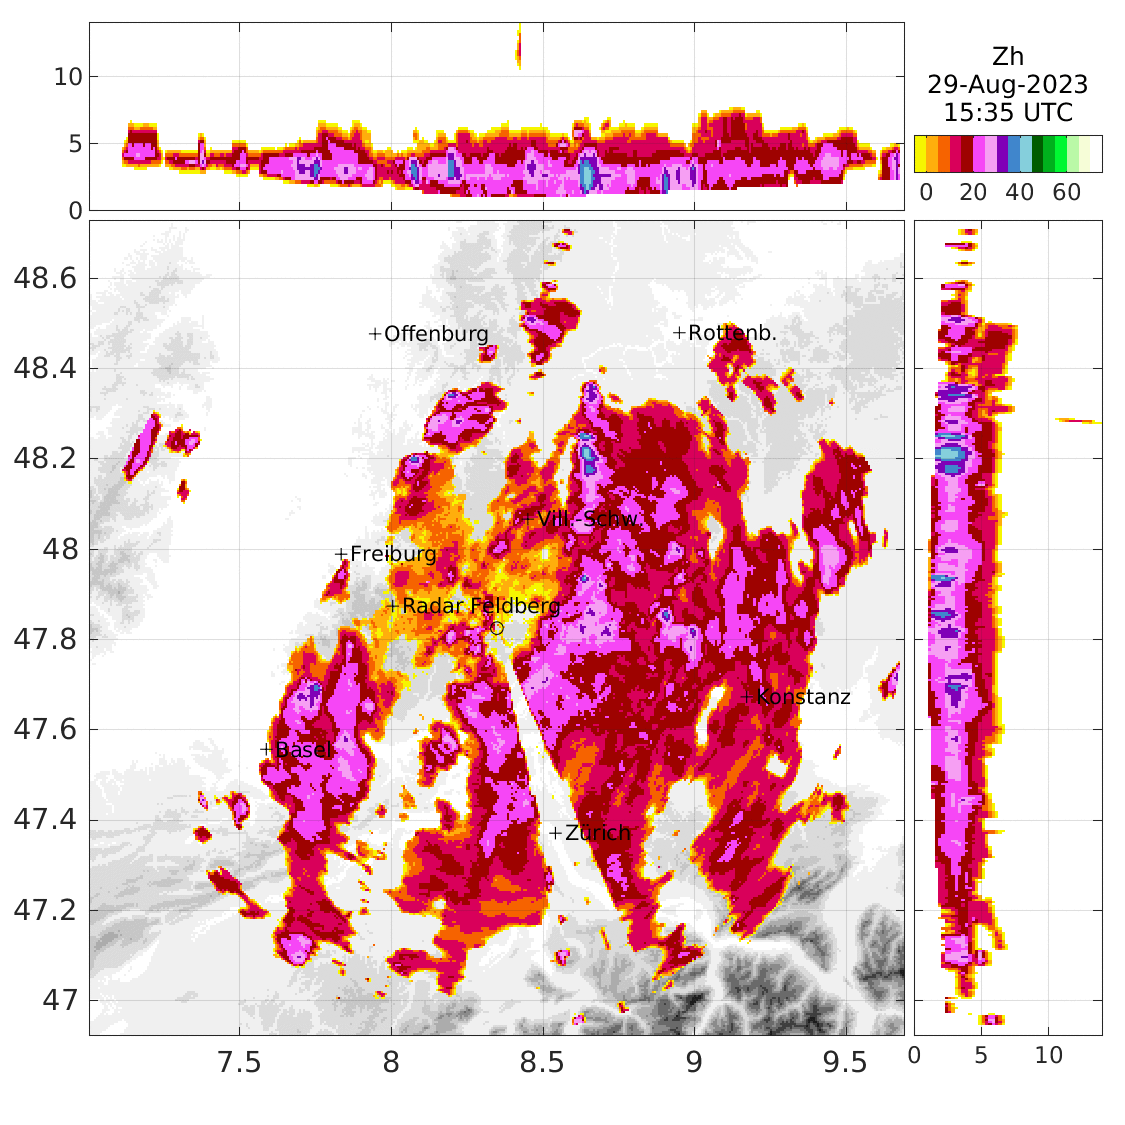 Zh
29-Aug-2023
15:35 UTC
10
5
0
0 20 40 60
48.6
48.4
48.2
48
47.8
47.6
47.4
47.2
47
+Offenburg
+Rottenb.
+Vill.-Schw.
+Freiburg
+Radar Feldberg
+Konstanz
+Basel
+Zürich
7.5 8 8.5 9 9.5
0 5 10